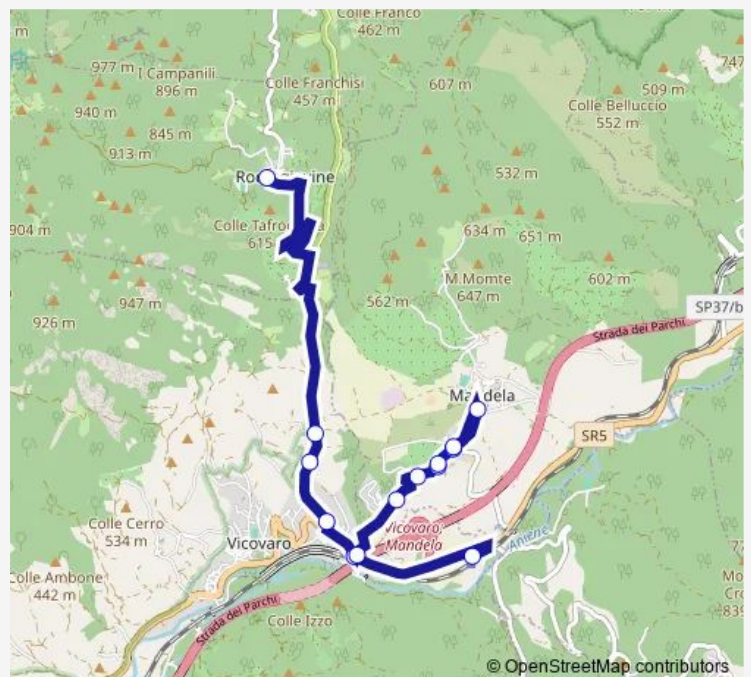 Colle Franco
462 m
m
977 m
I Campanili
896 m
Colle Franchisi
457 m
607 m
509 m
747
940 m
Colle Belluccio
552 m
845 m
913 m
532 m
904 m
Colle
615
634 m
651 m
M.Momte
647 m
602 m
947 m
562 m
926 m
SP37/b
Strada dei Parchi
Mandela
SR5
Colle Cerro
534 m
Vicovaro
Vicovaro,
Mandela
Aniene
Colle Ambone
442 m
Strada dei Parchi
Colle Izzo
839
© OpenStreetMap contributors